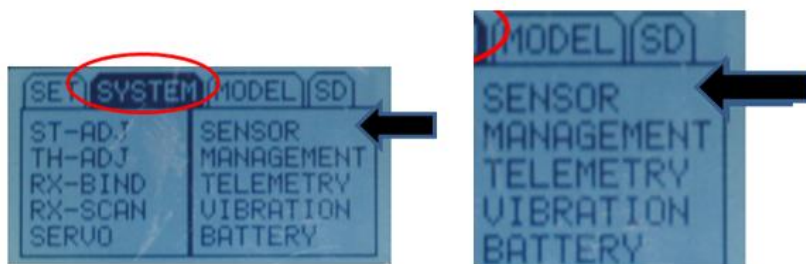 SET SYSTEM MODEL SD
ST-ADJ SENSOR
TH-ADJ MANAGEMENT
RX-BIND TELEMETRY
RX-SCAN VIBRATION
SERVO BATTERY
MODEL SD
SENSOR
MANAGEMENT
TELEMETRY
VIBRATION
BATTERY